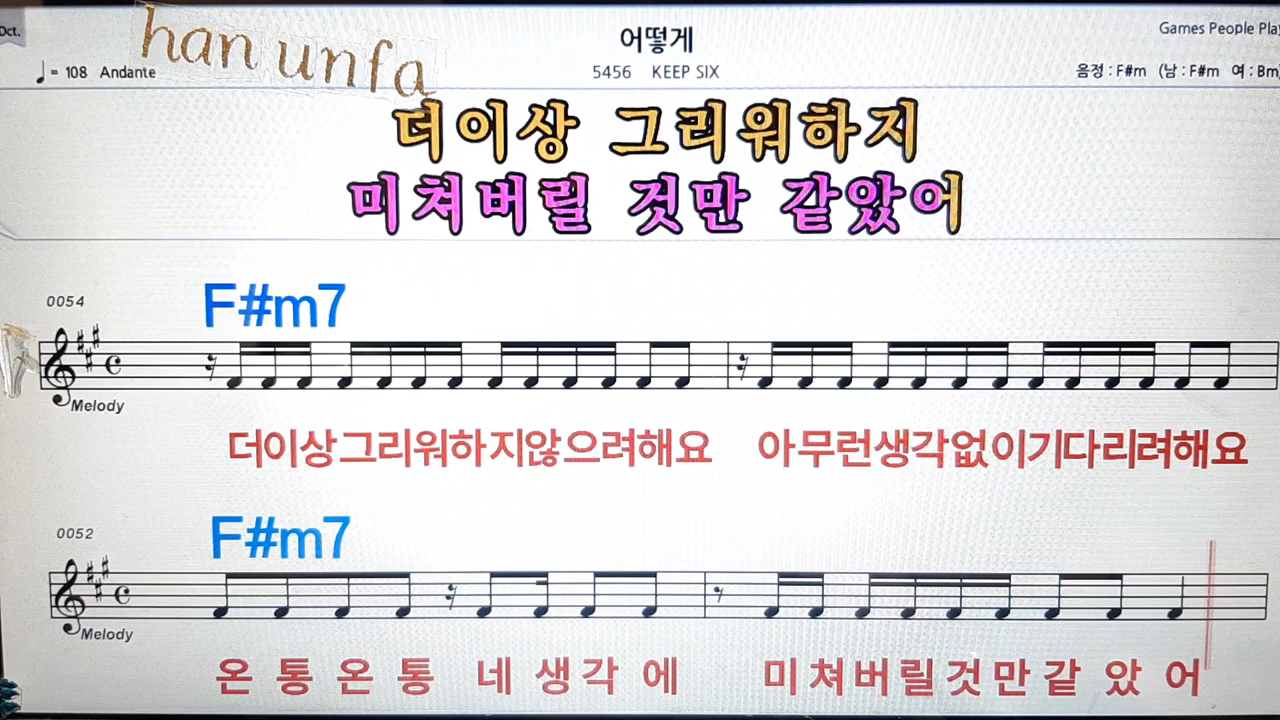 Oct.
han unfa
어떻게
Games People Play
♩= 108 Andante
5456 KEEP SIX
음정 : F#m (남 : F#m 여 : Bm)
더이상 그리워하지
미쳐버릴 것만 같았어
0054
F#m7
Melody
더이상그리워하지않으려해요 아무런생각없이기다리려해요
0052
F#m7
Melody
온 통 온 통 네 생각 에 미쳐버릴것만같 았 어